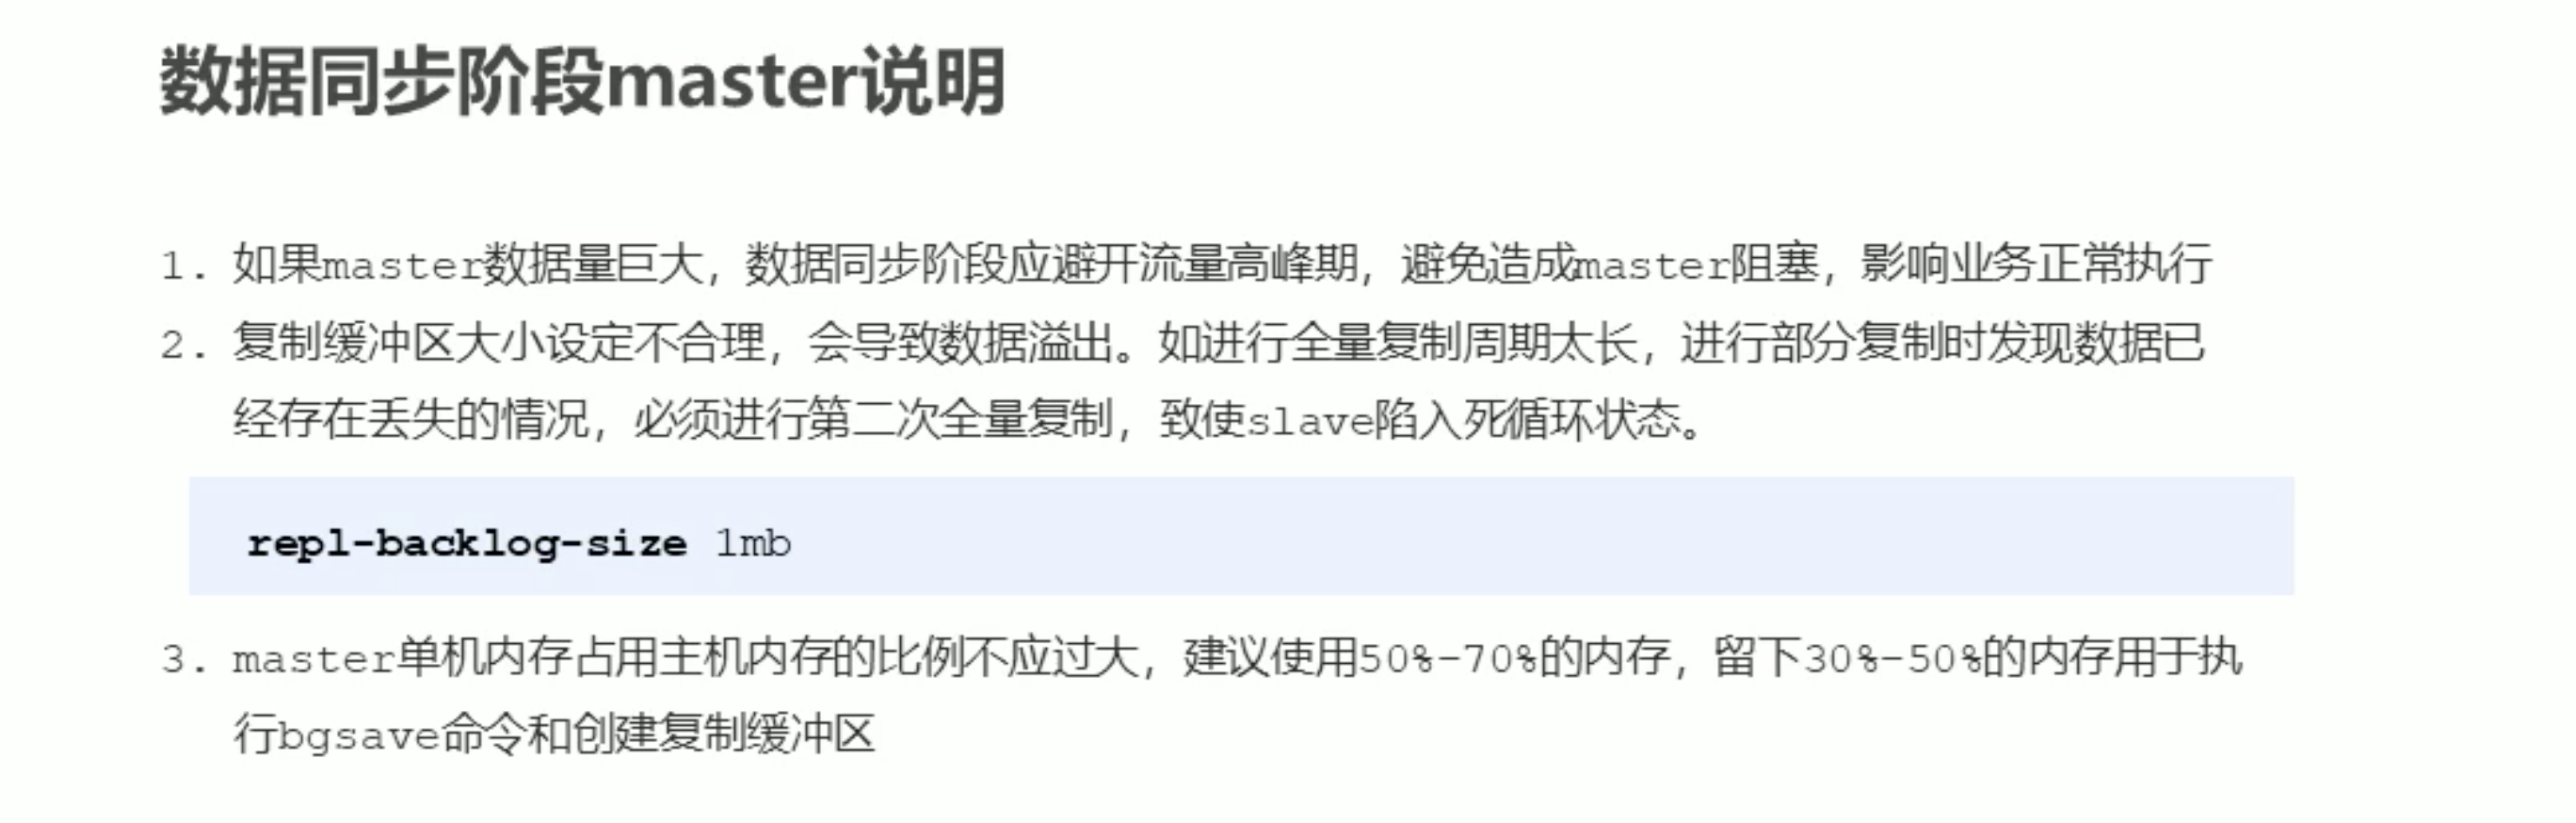 数据同步阶段master说明
1. 如果master数据量巨大，数据同步阶段应避开流量高峰期，避免造成master阻塞，影响业务正常执行
2. 复制缓冲区大小设定不合理，会导致数据溢出。如进行全量复制周期太长，进行部分复制时发现数据已
经存在丢失的情况，必须进行第二次全量复制，致使slave陷入死循环状态。
repl-backlog-size 1mb
3. master单机内存占用主机内存的比例不应过大，建议使用50%-70%的内存，留下30%-50%的内存用于执
行bgsave命令和创建复制缓冲区